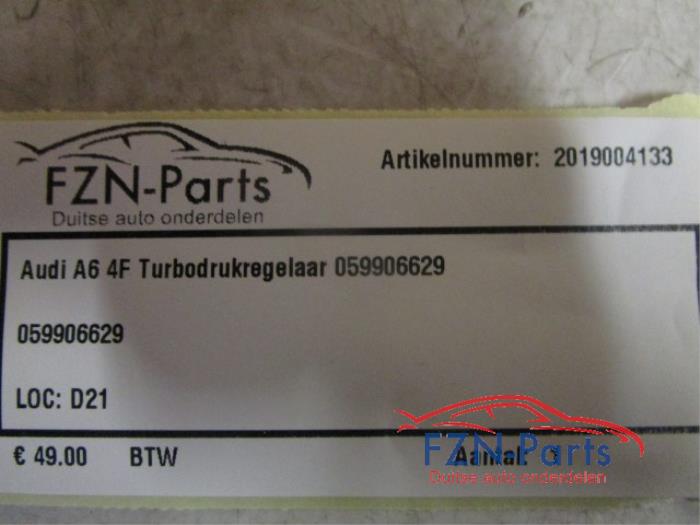 FZN-Parts
Duitse auto onderdelen
Artikelnummer: 2019004133
Audi A6 4F Turbodrukregelaar 059906629
059906629
LOC: D21
€ 49.00 BTW Aantal:
FZN-Parts
Duitse auto onderdelen